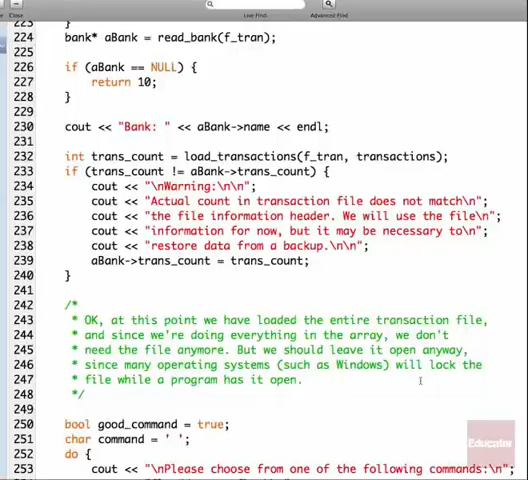 Close
Live Find
Advanced Find
223 }
224 bank* aBank = read_bank(f_tran);
225
226 if (aBank == NULL) {
227 return 10;
228 }
229
230 cout << "Bank: " << aBank->name << endl;
231
232 int trans_count = load_transactions(f_tran, transactions);
233 if (trans_count != aBank->trans_count) {
234 cout << "\nWarning:\n\n";
235 cout << "Actual count in transaction file does not match\n";
236 cout << "the file information header. We will use the file\n";
237 cout << "information for now, but it may be necessary to\n";
238 cout << "restore data from a backup.\n\n";
239 aBank->trans_count = trans_count;
240 }
241
242 /*
243 * OK, at this point we have loaded the entire transaction file,
244 * and since we're doing everything in the array, we don't
245 * need the file anymore. But we should leave it open anyway,
246 * since many operating systems (such as Windows) will lock the
247 * file while a program has it open.
248 */
249
250 bool good_command = true;
251 char command = ' ';
252 do {
253 cout << "\nPlease choose from one of the following commands:\n";
Educator